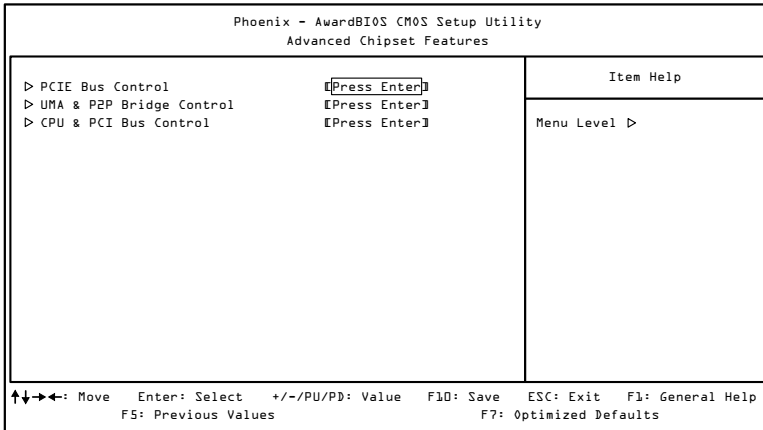 Phoenix - AwardBIOS CMOS Setup Utility
Advanced Chipset Features
▷ PCIE Bus Control [Press Enter]
▷ UMA & P2P Bridge Control [Press Enter]
▷ CPU & PCI Bus Control [Press Enter]
Item Help
Menu Level ▷
↑↓→←: Move Enter: Select +/-/PU/PD: Value F10: Save ESC: Exit F1: General Help
F5: Previous Values F7: Optimized Defaults